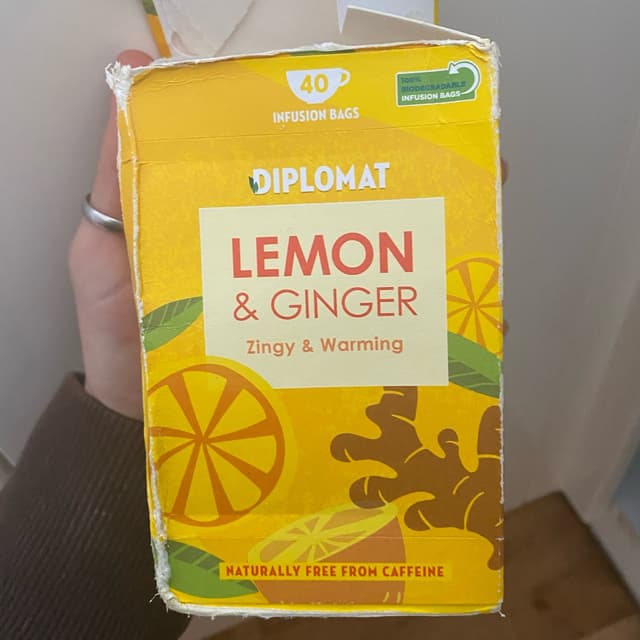 40
INFUSION BAGS
100%
BIODEGRADABLE
INFUSION BAGS
DIPLOMAT
LEMON
& GINGER
Zingy & Warming
NATURALLY FREE FROM CAFFEINE